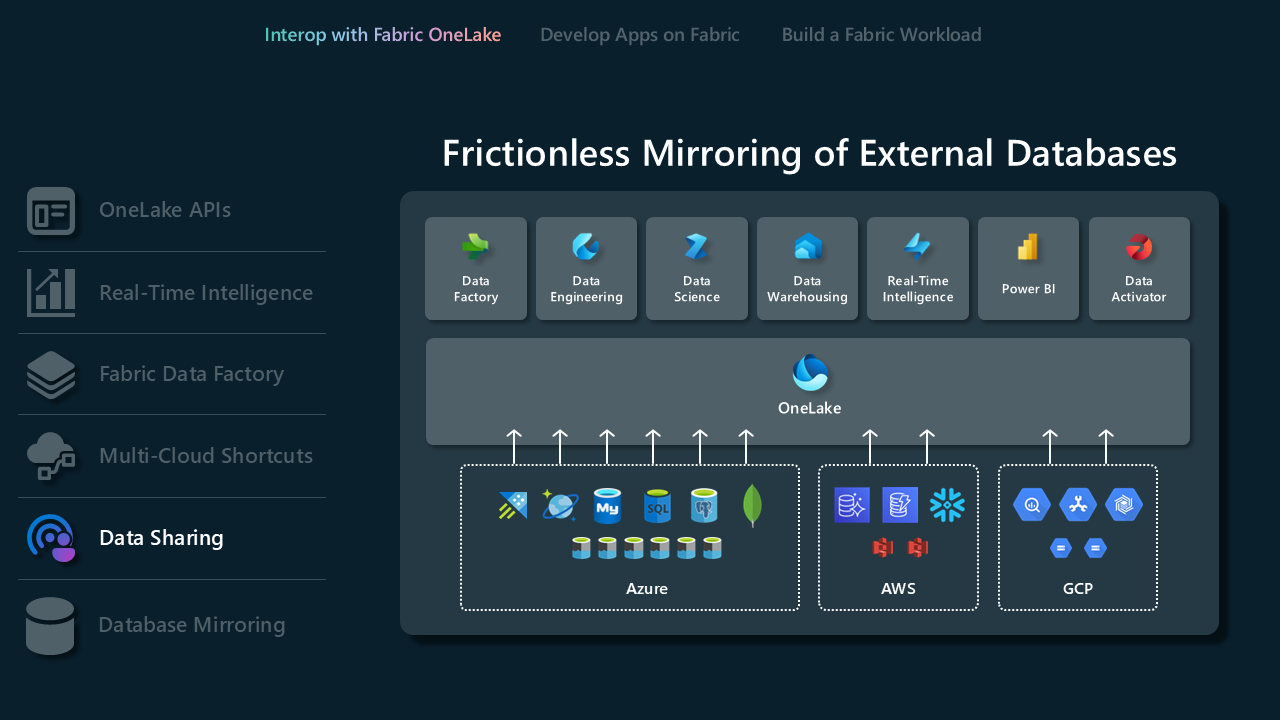 Interop with Fabric OneLake
Develop Apps on Fabric
Build a Fabric Workload
Frictionless Mirroring of External Databases
OneLake APIs
Real-Time Intelligence
Fabric Data Factory
Multi-Cloud Shortcuts
Data Sharing
Database Mirroring
Data
Factory
Data
Engineering
Data
Science
Data
Warehousing
Real-Time
Intelligence
Power BI
Data
Activator
OneLake
My
SQL
Azure
AWS
GCP